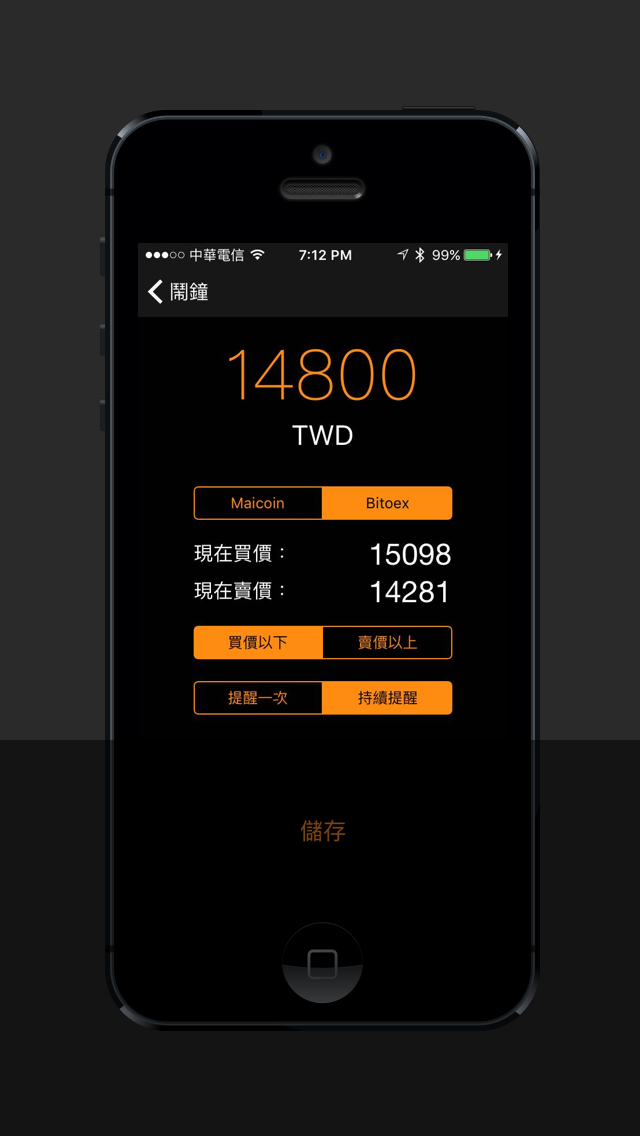 中華電信 7:12 PM 99%
鬧鐘
14800
TWD
Maicoin Bitoex
現在買價： 15098
現在賣價： 14281
買價以下 賣價以上
提醒一次 持續提醒
儲存